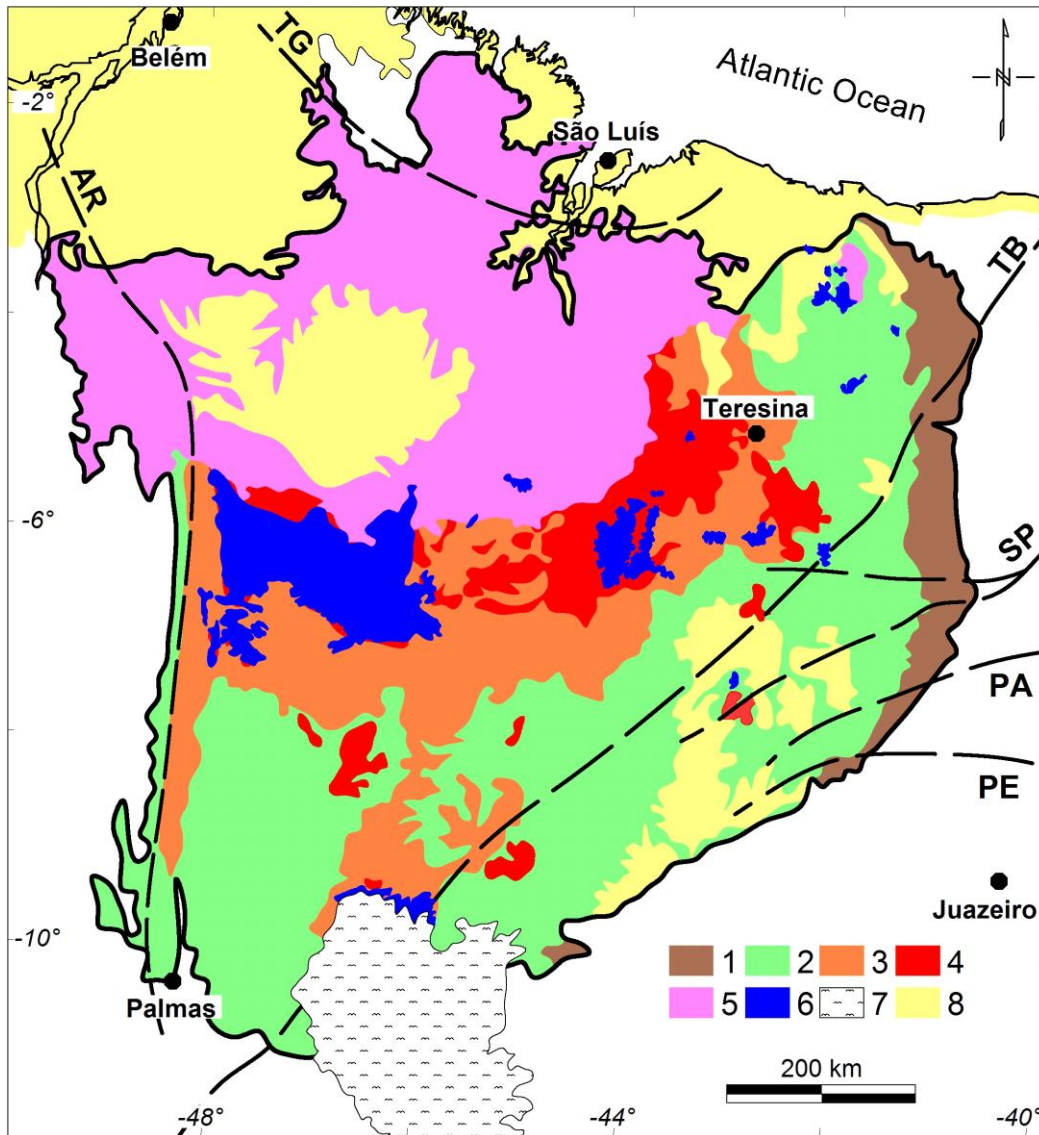 Belém
TG
Atlantic Ocean
N
-2°
São Luís
AR
TB
Teresina
-6°
SP
PA
PE
Juazeiro
-10°
1 2 3 4
5 6 7 8
Palmas
200 km
-48° -44° -40°